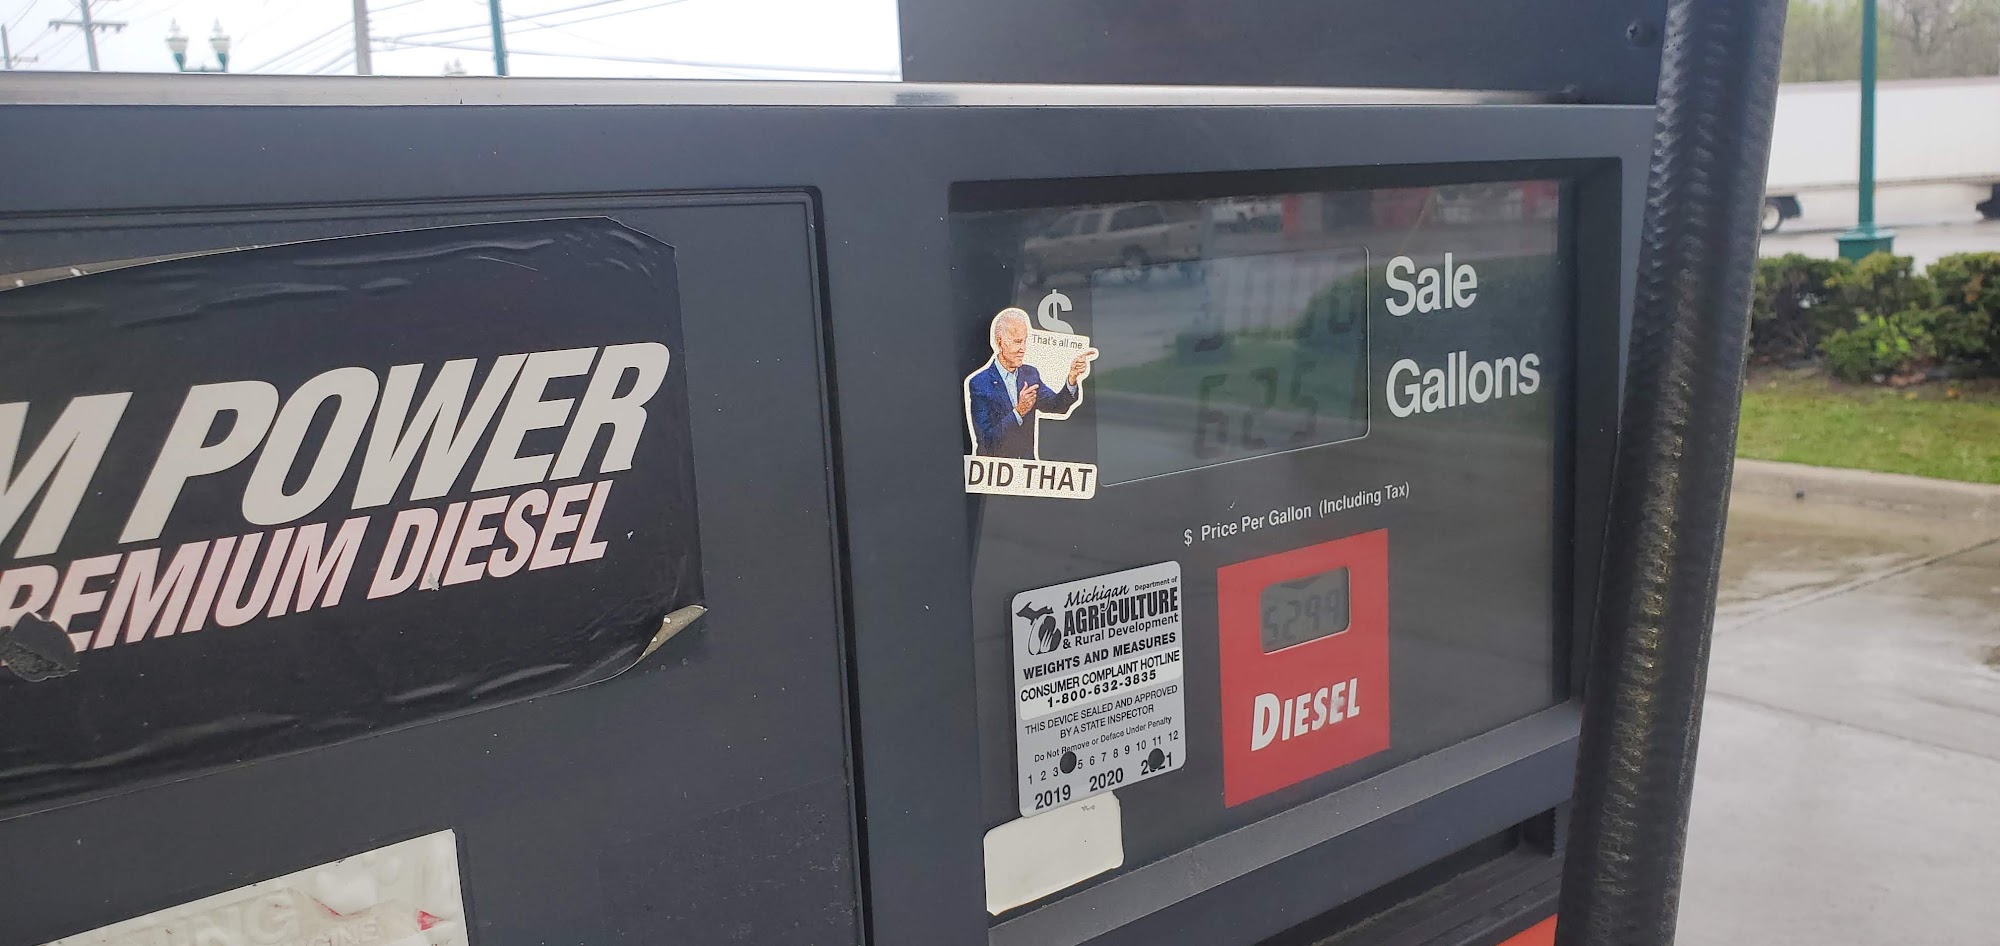 M POWER
REMIUM DIESEL
$
That's all me
DID THAT
Sale
Gallons
$ Price Per Gallon (Including Tax)
5.299
DIESEL
Michigan Department of
AGRICULTURE
& Rural Development
WEIGHTS AND MEASURES
CONSUMER COMPLAINT HOTLINE
1-800-632-3835
THIS DEVICE SEALED AND APPROVED
BY A STATE INSPECTOR
Do Not Remove or Deface Under Penalty
1 2 3 5 6 7 8 9 10 11 12
2019 2020 2021